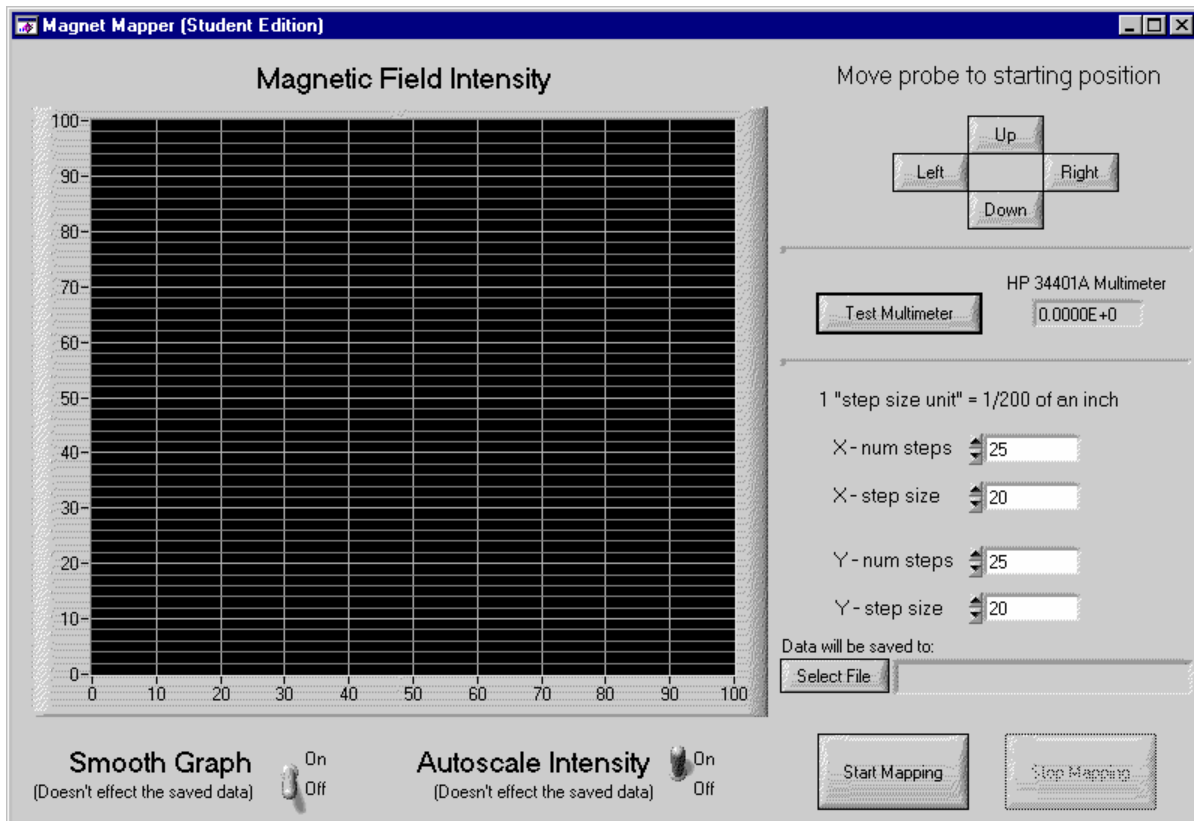 Magnet Mapper (Student Edition)
Magnetic Field Intensity
100
90
80
70
60
50
40
30
20
10
0
0 10 20 30 40 50 60 70 80 90 100
Smooth Graph
(Doesn't effect the saved data)
On
Off
Autoscale Intensity
(Doesn't effect the saved data)
On
Off
Move probe to starting position
Up
Left Right
Down
HP 34401A Multimeter
Test Multimeter 0.0000E+0
1 "step size unit" = 1/200 of an inch
X - num steps 25
X - step size 20
Y - num steps 25
Y - step size 20
Data will be saved to:
Select File
Start Mapping Stop Mapping